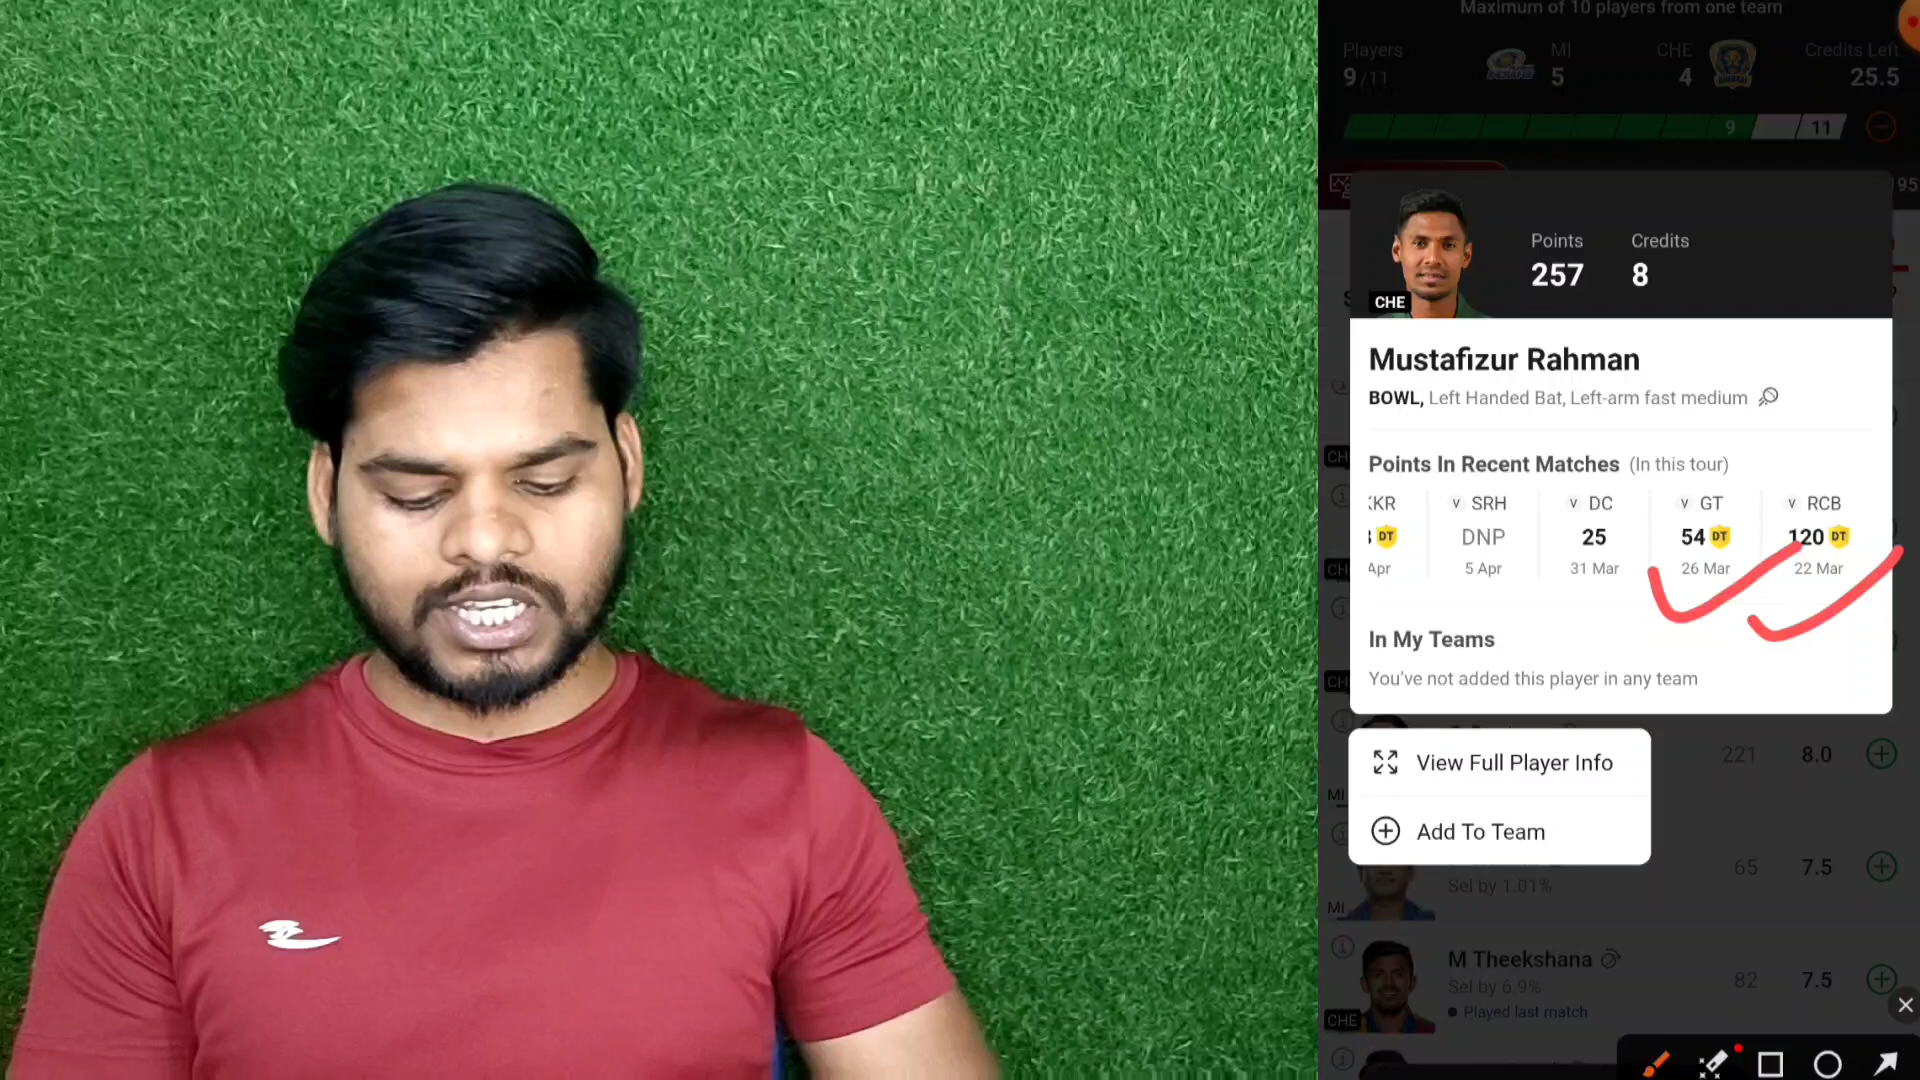 Maximum of 10 players from one team
Players MI CHE Credits Left
9/11 5 4 25.5
9 11
95
Points Credits
257 8
CHE
Mustafizur Rahman
BOWL, Left Handed Bat, Left-arm fast medium
Points In Recent Matches (In this tour)
KKR v SRH v DC v GT v RCB
DT DNP 25 54 DT 120 DT
Apr 5 Apr 31 Mar 26 Mar 22 Mar
In My Teams
You've not added this player in any team
221 8.0
View Full Player Info
MI
Add To Team
65 7.5
Sel by 1.01%
MI
M Theekshana
82 7.5
Sel by 6.9%
Played last match
CHE